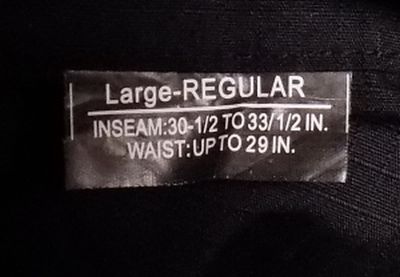 Large-REGULAR
INSEAM:30-1/2 TO 33/1/2 IN.
WAIST:UP TO 29 IN.